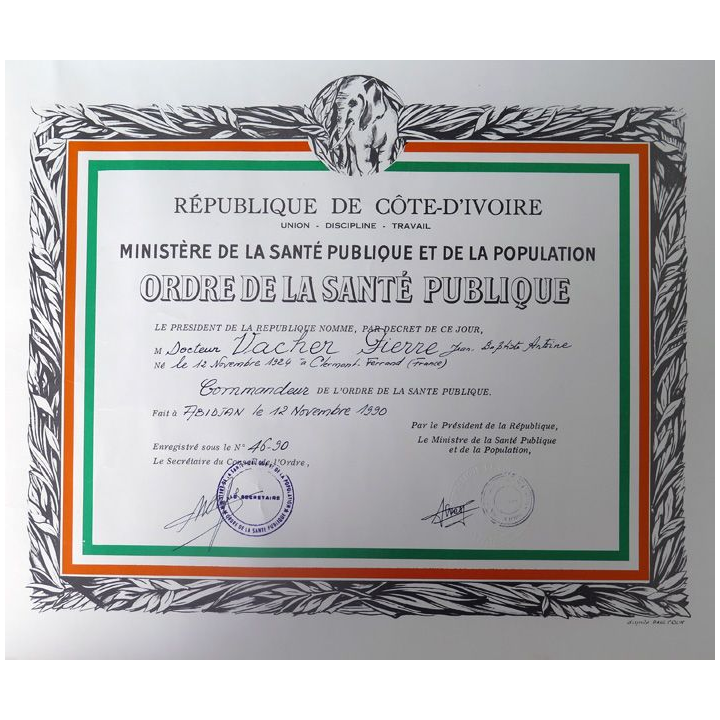 RÉPUBLIQUE DE CÔTE-D'IVOIRE
UNION - DISCIPLINE - TRAVAIL
MINISTÈRE DE LA SANTÉ PUBLIQUE ET DE LA POPULATION
ORDRE DE LA SANTÉ PUBLIQUE
LE PRESIDENT DE LA REPUBLIQUE NOMME, PAR DECRET DE CE JOUR,
M Docteur Vacher Pierre Jean Baptiste Antoine
Né le 12 Novembre 1924 à Clermont-Ferrand (France)
Commandeur DE L'ORDRE DE LA SANTE PUBLIQUE.
Fait à ABIDJAN le 12 Novembre 1990
Par le Président de la République,
Le Ministre de la Santé Publique
et de la Population,
Enregistré sous le N° 46-90
Le Secrétaire du Conseil de l'Ordre,
LE SECRETAIRE
ORDRE DE LA SANTÉ PUBLIQUE
d'après